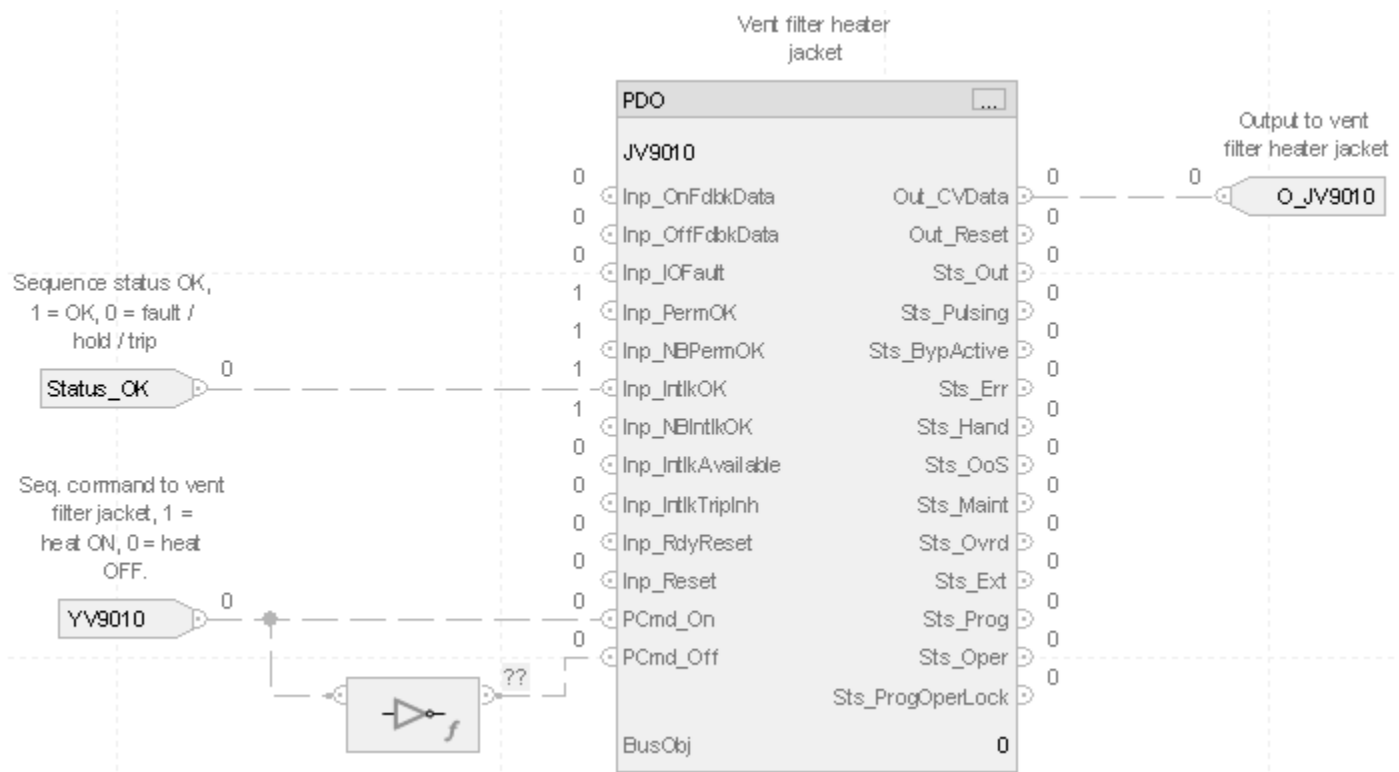 Vent filter heater
jacket
PDO
...
JV9010
Output to vent
filter heater jacket
O_JV9010
0 Inp_OnFdbkData Out_CVData 0 0
0 Inp_OffFdbkData Out_Reset 0
0 Inp_IOFault Sts_Out 0
1 Inp_PermOK Sts_Pulsing 0
1 Inp_NBPermOK Sts_BypActive 0
1 Inp_IntlkOK Sts_Err 0
1 Inp_NBIntlkOK Sts_Hand 0
0 Inp_IntlkAvailable Sts_OoS 0
0 Inp_IntlkTripInh Sts_Maint 0
0 Inp_RdyReset Sts_Ovrd 0
0 Inp_Reset Sts_Ext 0
0 PCmd_On Sts_Prog 0
0 PCmd_Off Sts_Oper 0
Sts_ProgOperLock 0
BusObj 0
Sequence status OK,
1 = OK, 0 = fault /
hold / trip
Status_OK 0
Seq. command to vent
filter jacket, 1 =
heat ON, 0 = heat
OFF.
YV9010 0
??
f